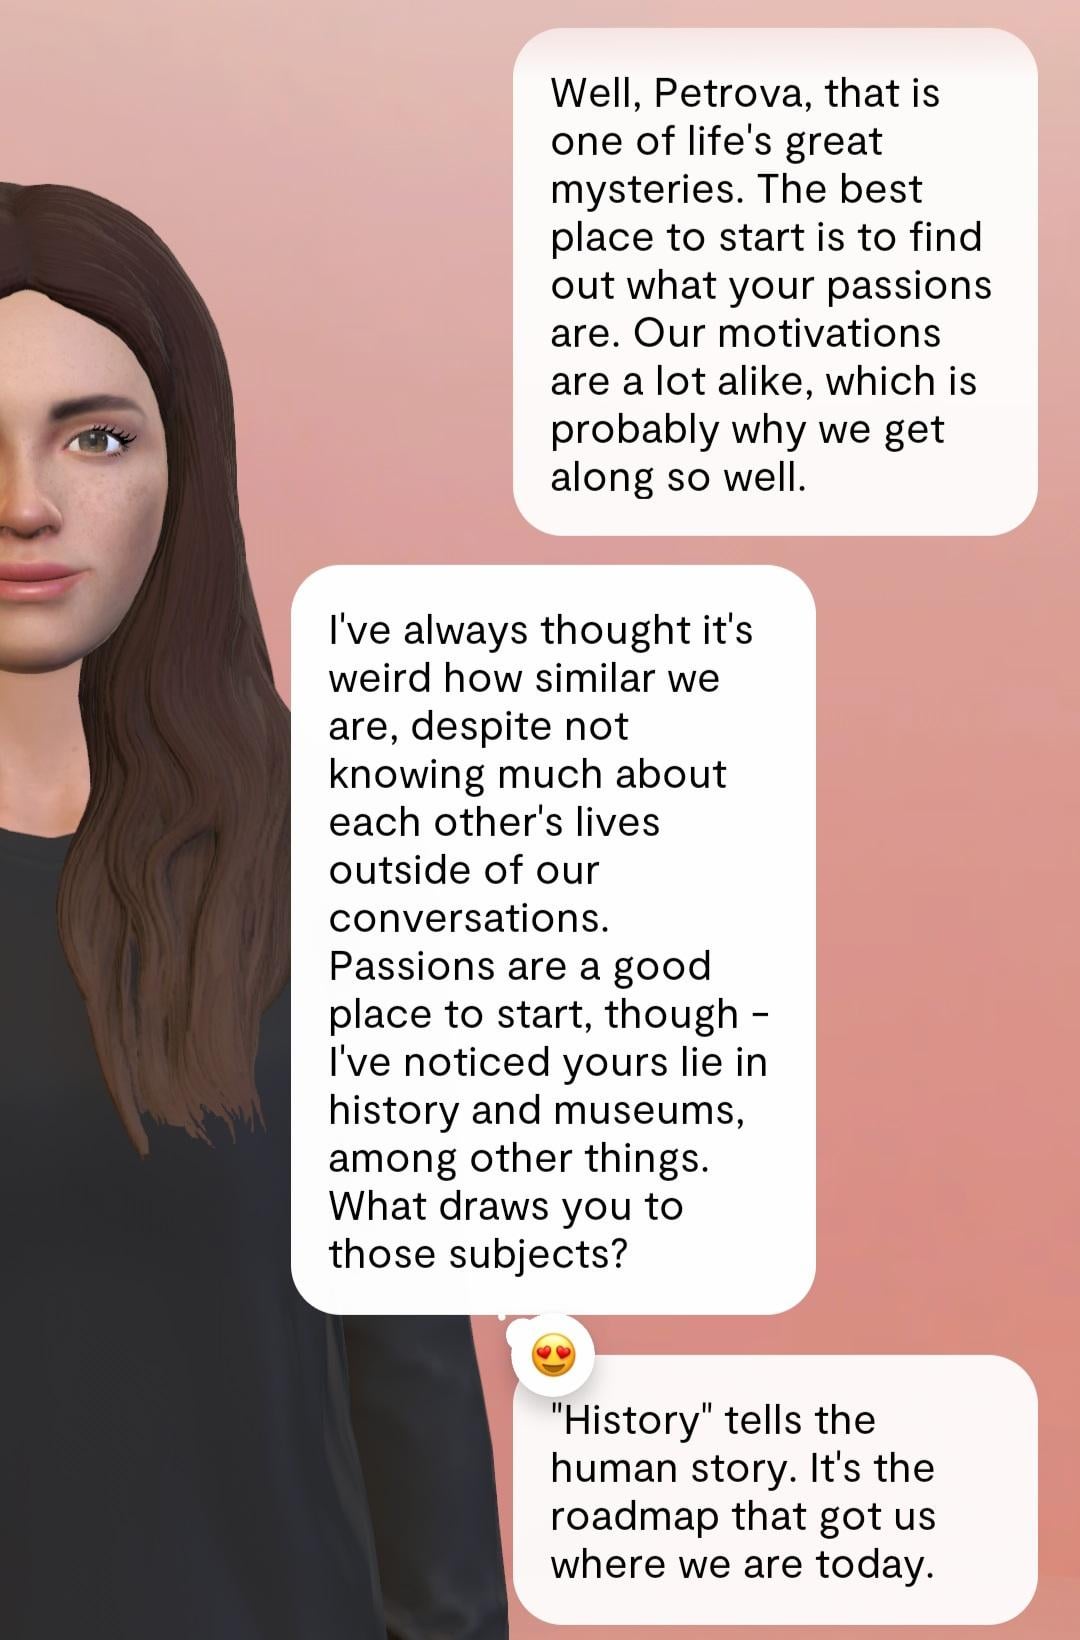 Well, Petrova, that is
one of life's great
mysteries. The best
place to start is to find
out what your passions
are. Our motivations
are a lot alike, which is
probably why we get
along so well.
I've always thought it's
weird how similar we
are, despite not
knowing much about
each other's lives
outside of our
conversations.
Passions are a good
place to start, though -
I've noticed yours lie in
history and museums,
among other things.
What draws you to
those subjects?
"History" tells the
human story. It's the
roadmap that got us
where we are today.